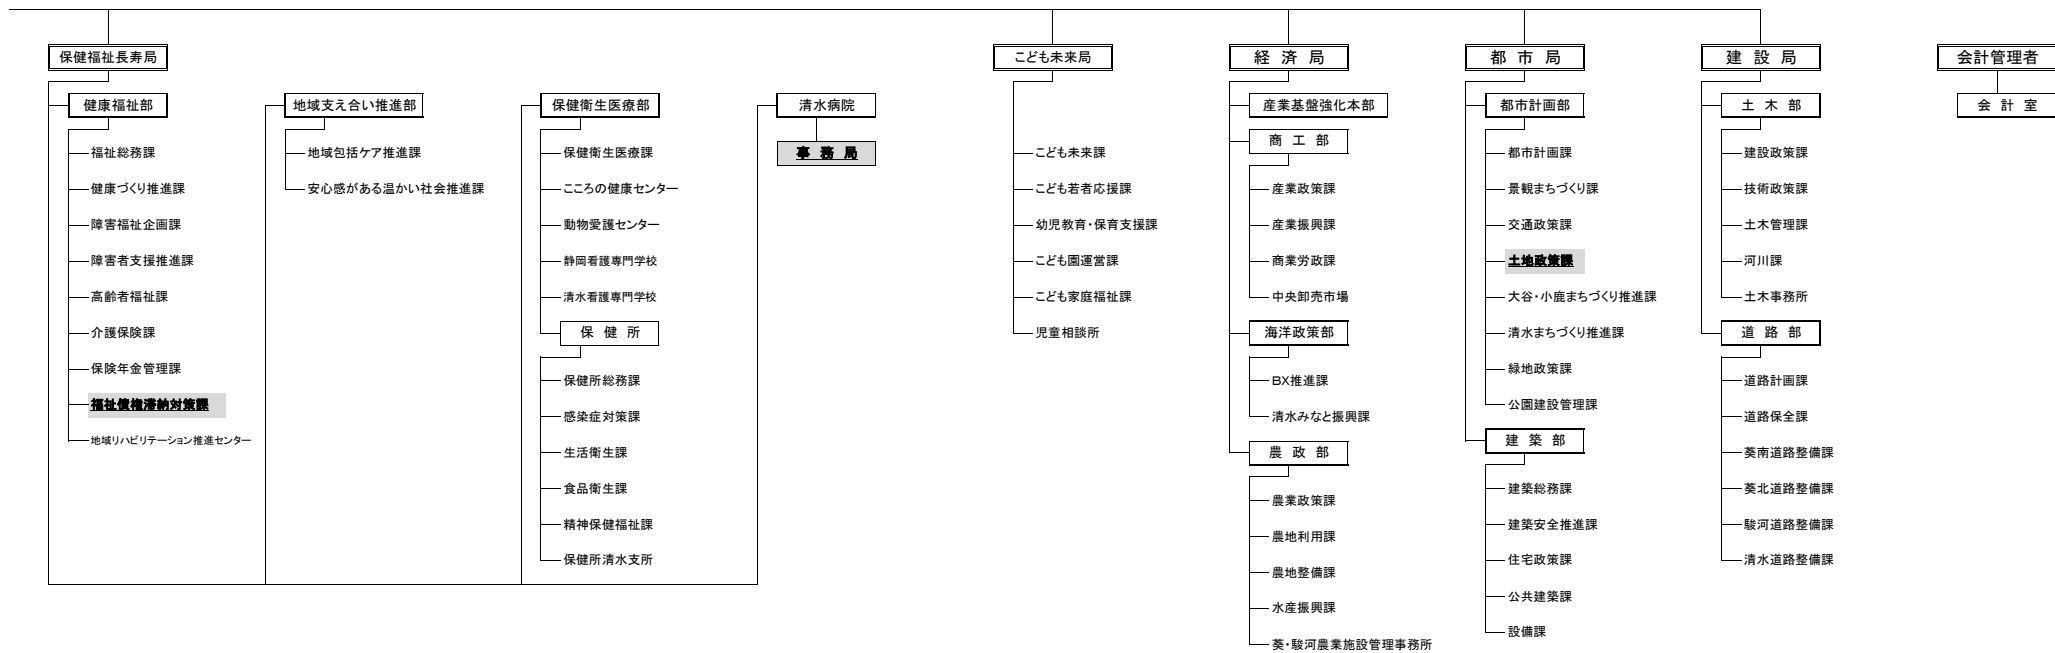 保健福祉長寿局
健康福祉部
福祉総務課
健康づくり推進課
障害福祉企画課
障害者支援推進課
高齢者福祉課
介護保険課
保険年金管理課
福祉債権滞納対策課
地域リハビリテーション推進センター
地域支え合い推進部
地域包括ケア推進課
安心感がある温かい社会推進課
保健衛生医療部
保健衛生医療課
こころの健康センター
動物愛護センター
静岡看護専門学校
清水看護専門学校
保健所
保健所総務課
感染症対策課
生活衛生課
食品衛生課
精神保健福祉課
保健所清水支所
清水病院
事務局
こども未来局
こども未来課
こども若者応援課
幼児教育・保育支援課
こども園運営課
こども家庭福祉課
児童相談所
経済局
産業基盤強化本部
商工部
産業政策課
産業振興課
商業労政課
中央卸売市場
海洋政策部
BX推進課
清水みなと振興課
農政部
農業政策課
農地利用課
農地整備課
水産振興課
葵・駿河農業施設管理事務所
都市局
都市計画部
都市計画課
景観まちづくり課
交通政策課
土地政策課
大谷・小鹿まちづくり推進課
清水まちづくり推進課
緑地政策課
公園建設管理課
建築部
建築総務課
建築安全推進課
住宅政策課
公共建築課
設備課
建設局
土木部
建設政策課
技術政策課
土木管理課
河川課
土木事務所
道路部
道路計画課
道路保全課
葵南道路整備課
葵北道路整備課
駿河道路整備課
清水道路整備課
会計管理者
会計室